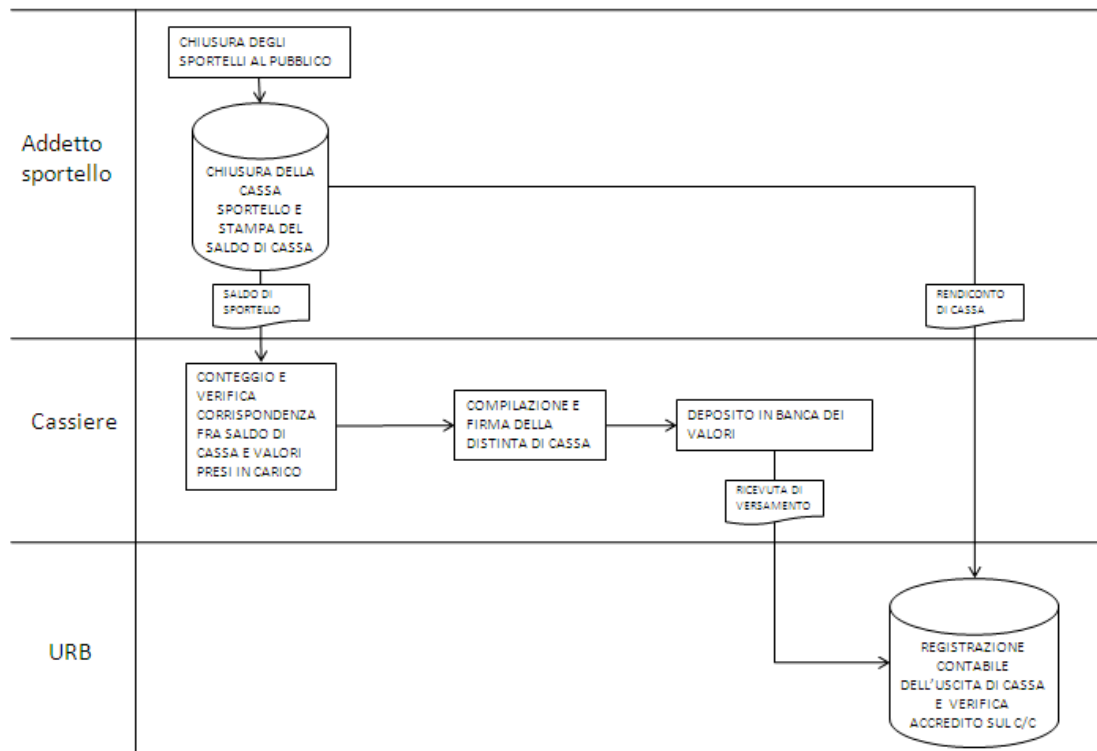 CHIUSURA DEGLI
SPORTELLI AL PUBBLICO
Addetto
sportello
CHIUSURA DELLA
CASSA
SPORTELLO E
STAMPA DEL
SALDO DI CASSA
SALDO DI
SPORTELLO
RENDICONTO
DI CASSA
Cassiere
CONTEGGIO E
VERIFICA
CORRISPONDENZA
FRA SALDO DI
CASSA E VALORI
PRESI IN CARICO
COMPILAZIONE E
FIRMA DELLA
DISTINTA DI CASSA
DEPOSITO IN BANCA DEI
VALORI
RICEVUTA DI
VERSAMENTO
URB
REGISTRAZIONE
CONTABILE
DELL'USCITA DI CASSA
E VERIFICA
ACCREDITO SUL C/C